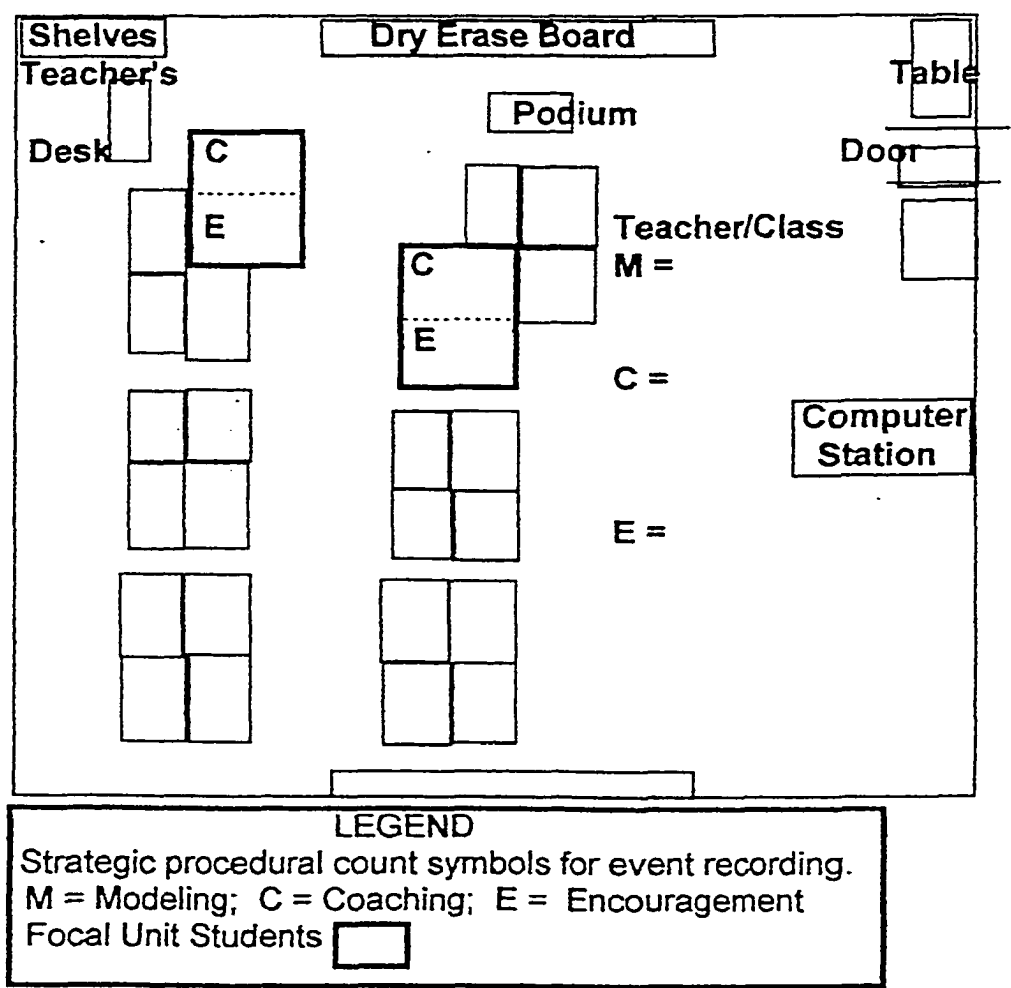 Shelves
Dry Erase Board
Teacher's
Table
Podium
Desk
Door
C
E
Teacher/Class
C
M =
E
C =
Computer
Station
E =
LEGEND
Strategic procedural count symbols for event recording.
M = Modeling; C = Coaching; E = Encouragement
Focal Unit Students